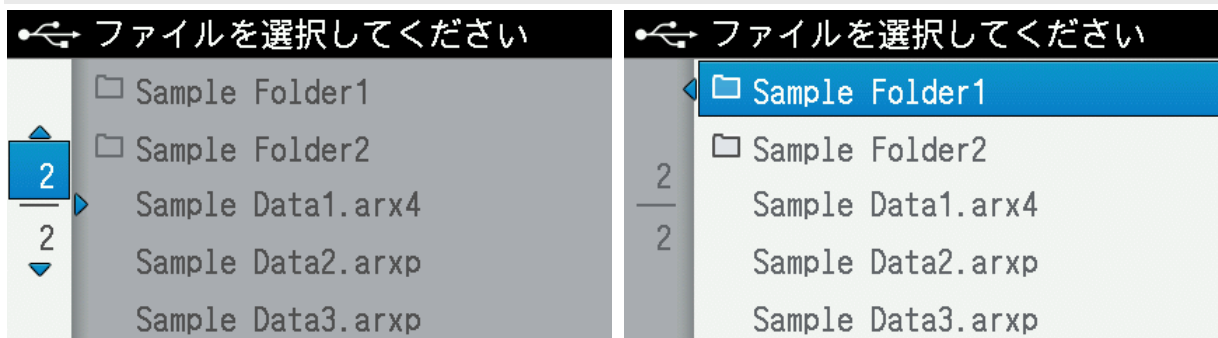 ファイルを選択してください
Sample Folder1
Sample Folder2
2
2
Sample Data1.arx4
Sample Data2.arxp
Sample Data3.arxp
ファイルを選択してください
Sample Folder1
Sample Folder2
2
2
Sample Data1.arx4
Sample Data2.arxp
Sample Data3.arxp